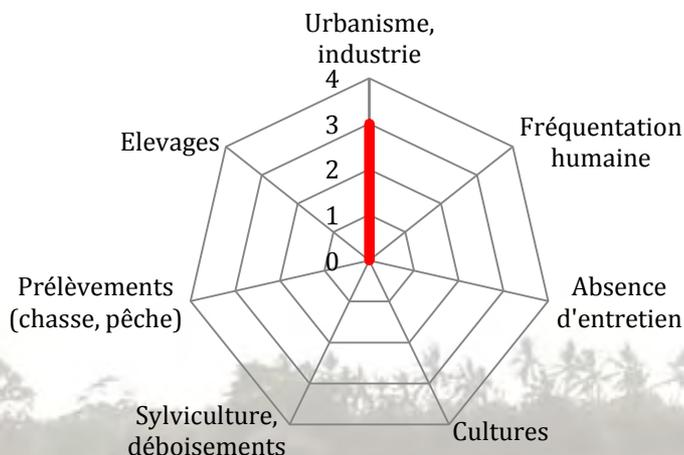 Urbanisme,
industrie
4
3
2
1
0
Fréquentation
humaine
Absence
d'entretien
Cultures
Sylviculture,
déboisements
Prélèvements
(chasse, pêche)
Elevages